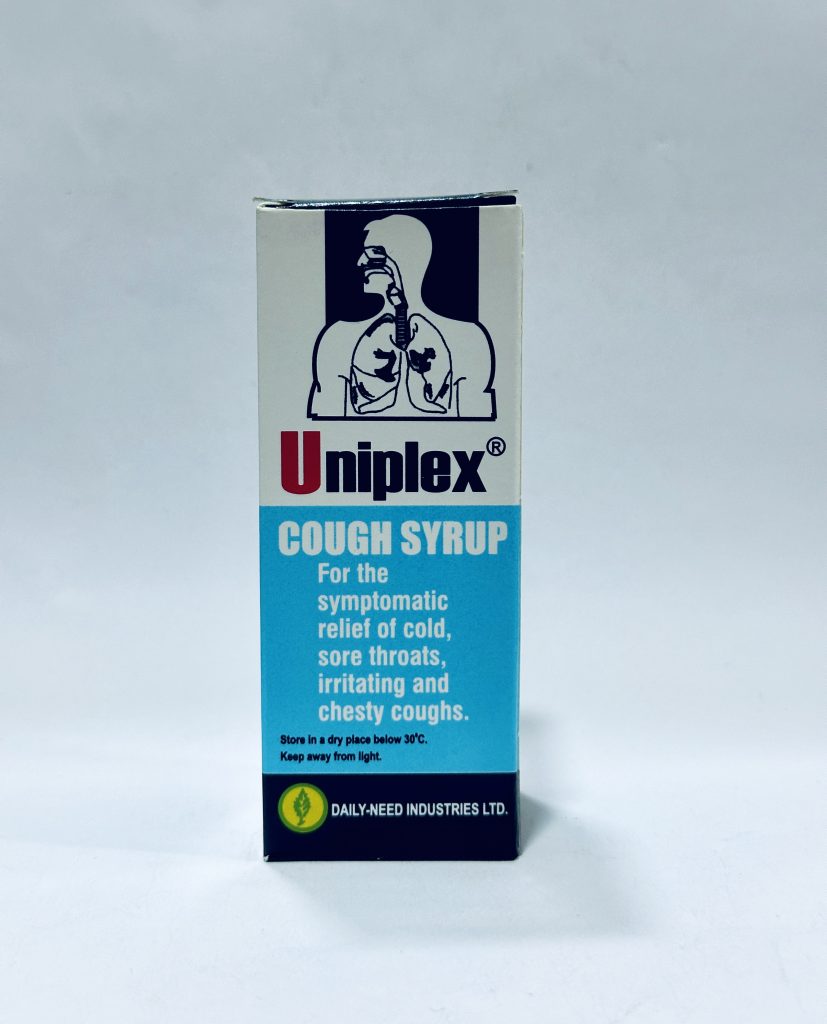 Uniplex®
COUGH SYRUP
For the
symptomatic
relief of cold,
sore throats,
irritating and
chesty coughs.
Store in a dry place below 30°C.
Keep away from light.
DAILY-NEED INDUSTRIES LTD.